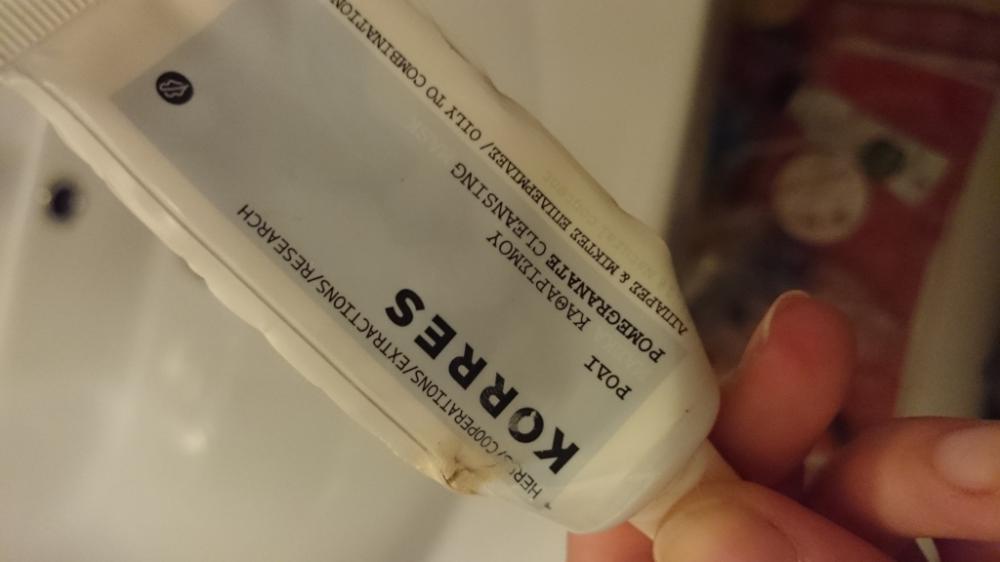 + HERBS/COOPERATIONS/EXTRACTIONS/RESEARCH
KORRES
ΡΟΔΙ
ΚΑΘΑΡΙΣΜΟΥ
POMEGRANATE CLEANSING
ΛΙΠΑΡΕΣ & ΜΙΚΤΕΣ ΕΠΙΔΕΡΜΙΔΕΣ/ OILY TO COMBINATION